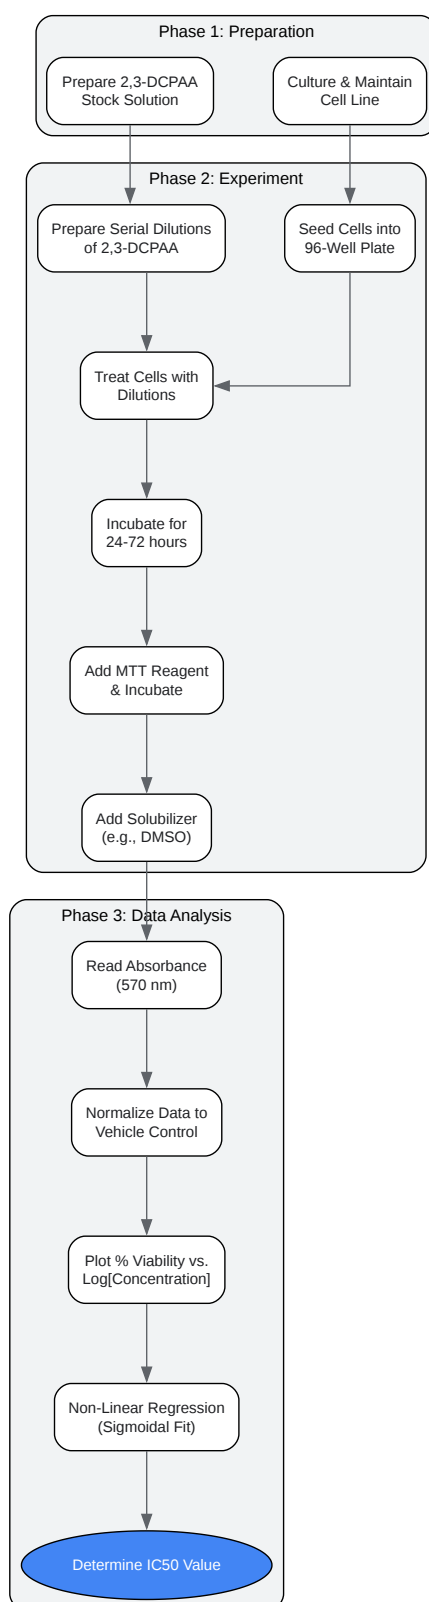 Phase 1: Preparation
Prepare 2,3-DCPAA
Stock Solution
Culture & Maintain
Cell Line
Phase 2: Experiment
Prepare Serial Dilutions
of 2,3-DCPAA
Seed Cells into
96-Well Plate
Treat Cells with
Dilutions
Incubate for
24-72 hours
Add MTT Reagent
& Incubate
Add Solubilizer
(e.g., DMSO)
Phase 3: Data Analysis
Read Absorbance
(570 nm)
Normalize Data to
Vehicle Control
Plot % Viability vs.
Log[Concentration]
Non-Linear Regression
(Sigmoidal Fit)
Determine IC50 Value